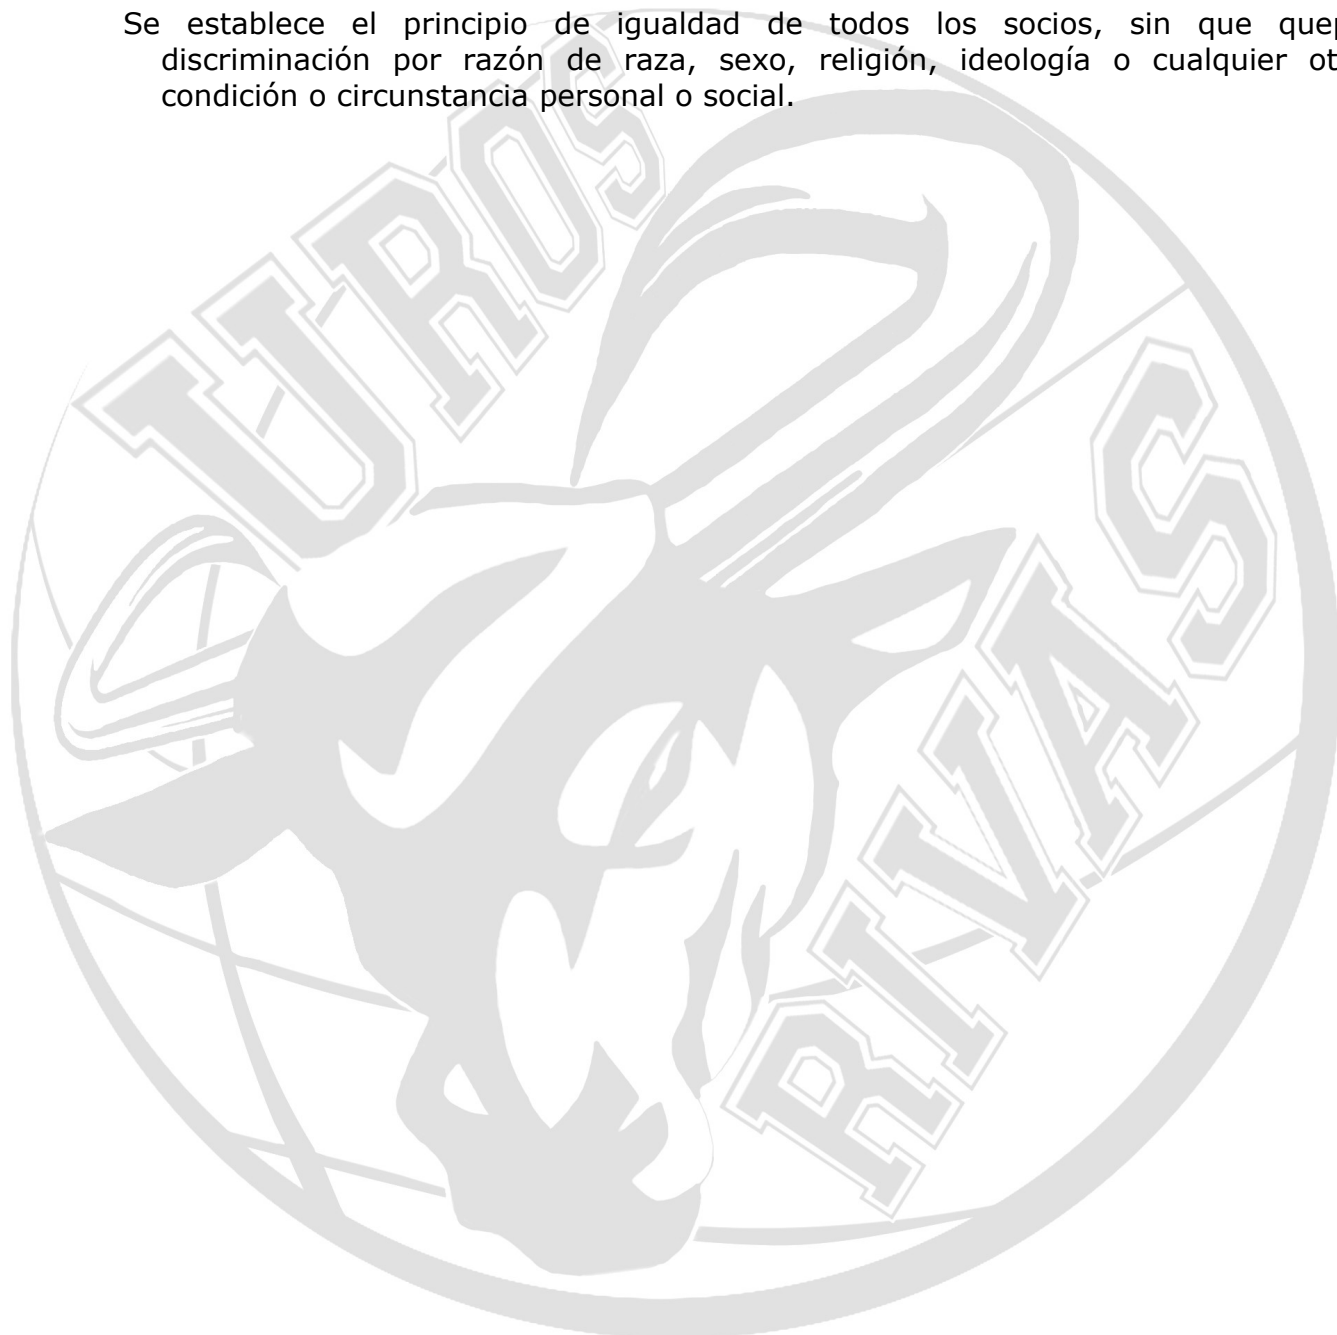 Se establece el principio de igualdad de todos los socios, sin que quep
discriminación por razón de raza, sexo, religión, ideología o cualquier ot
condición o circunstancia personal o social.
UROS
RIVAS